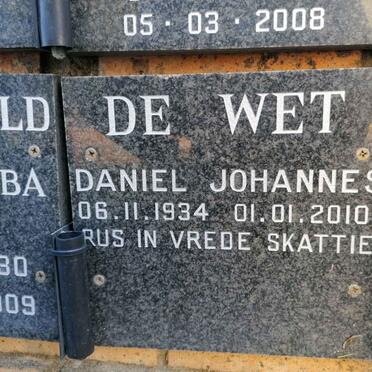 05 · 03 · 2008
LD
BA
30
009
DE WET
DANIEL JOHANNES
06.11.1934 01.01.2010
RUS IN VREDE SKATTIE